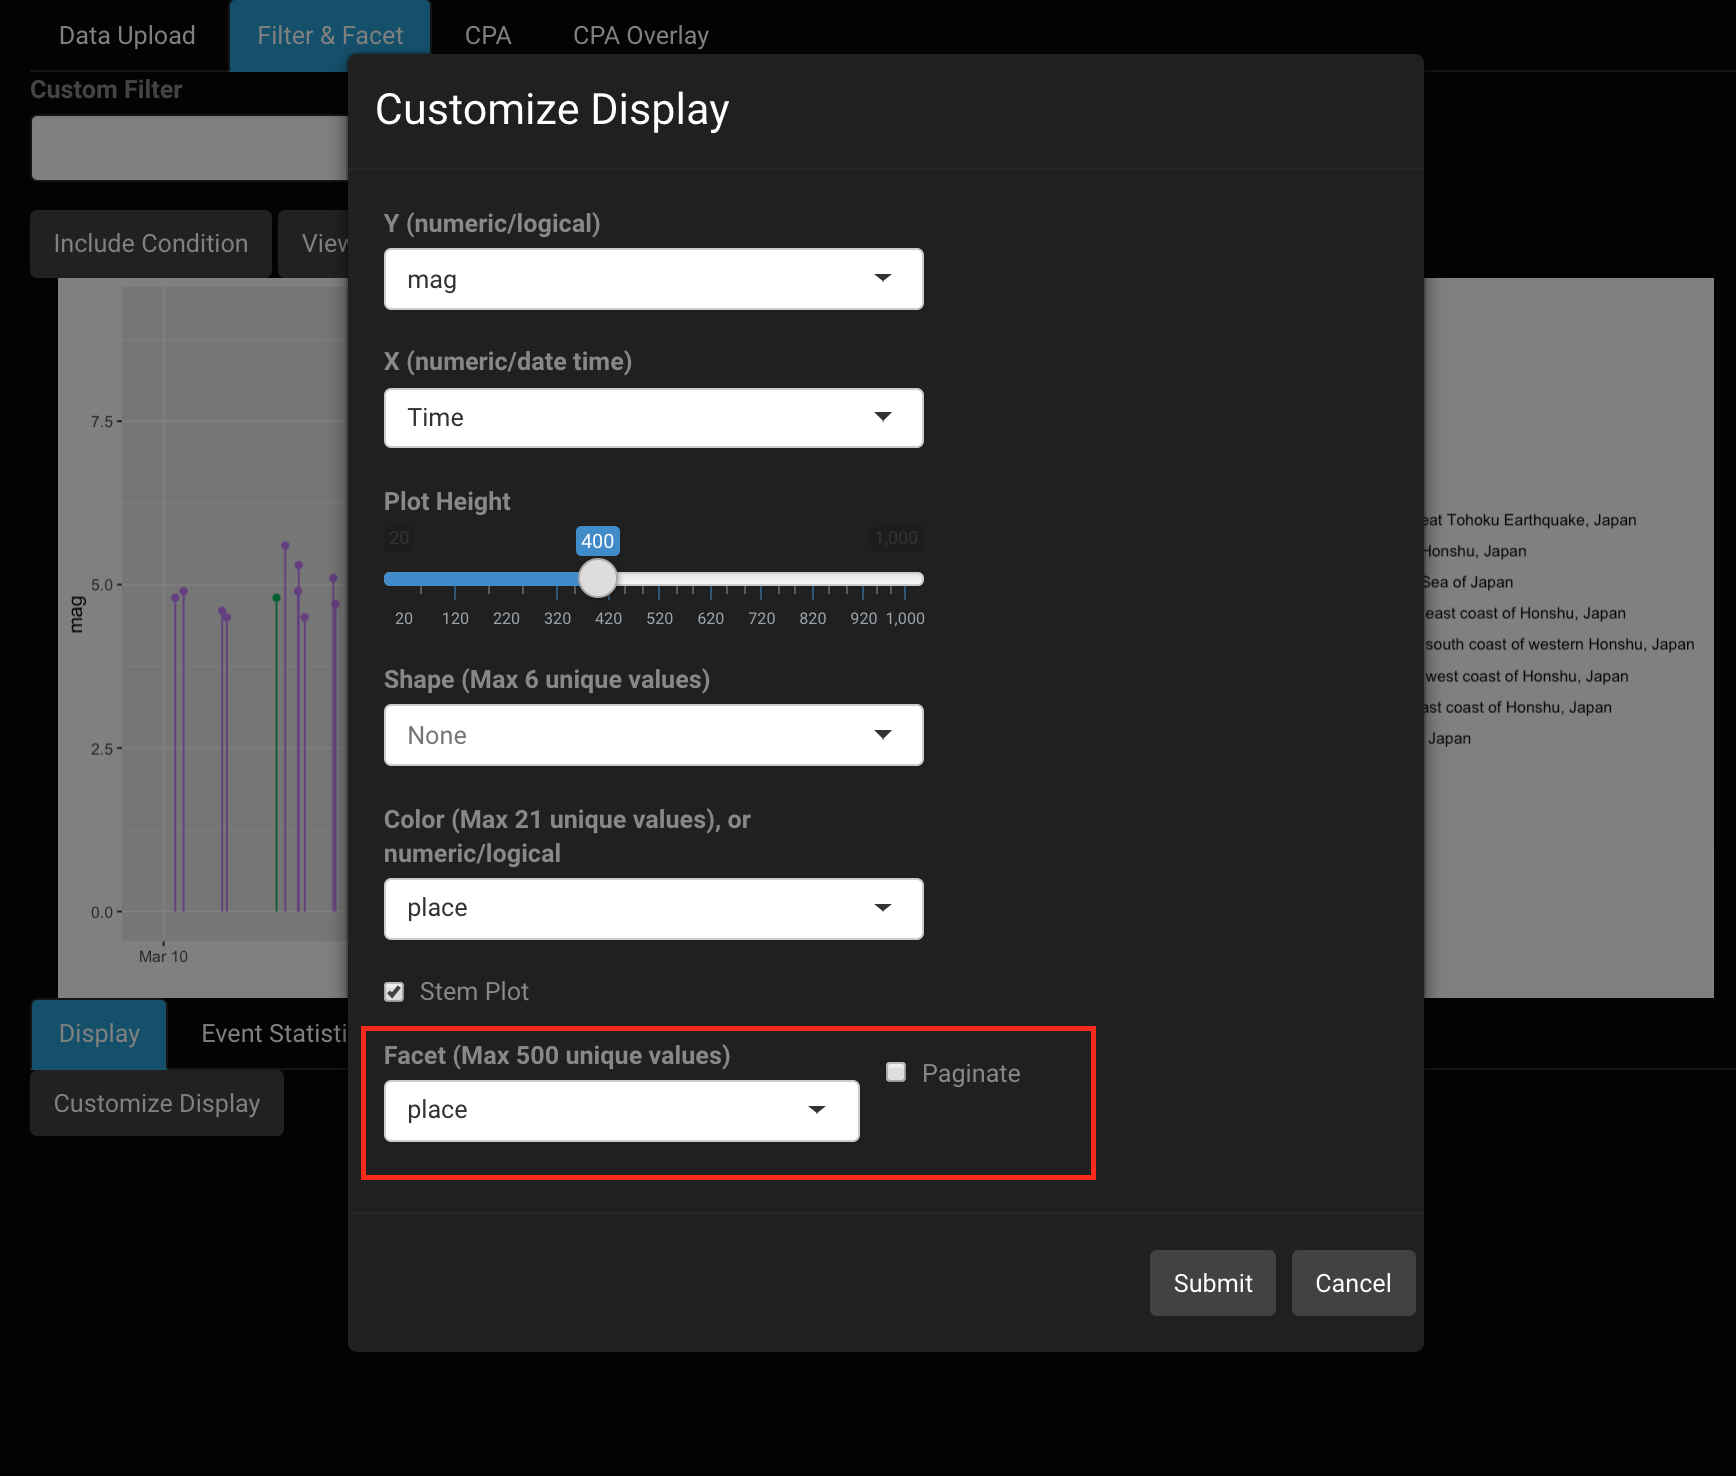 Data Upload
Filter & Facet
CPA
CPA Overlay
Custom Filter
Include Condition
View
Customize Display
Y (numeric/logical)
mag
X (numeric/date time)
Time
Plot Height
20
400
1,000
20 120 220 320 420 520 620 720 820 920 1,000
Shape (Max 6 unique values)
None
Color (Max 21 unique values), or
numeric/logical
place
Stem Plot
Facet (Max 500 unique values)
place
Paginate
Submit
Cancel
7.5
5.0
2.5
0.0
mag
Mar 10
eat Tohoku Earthquake, Japan
Honshu, Japan
Sea of Japan
east coast of Honshu, Japan
south coast of western Honshu, Japan
west coast of Honshu, Japan
ast coast of Honshu, Japan
Japan
Display
Event Statisti
Customize Display